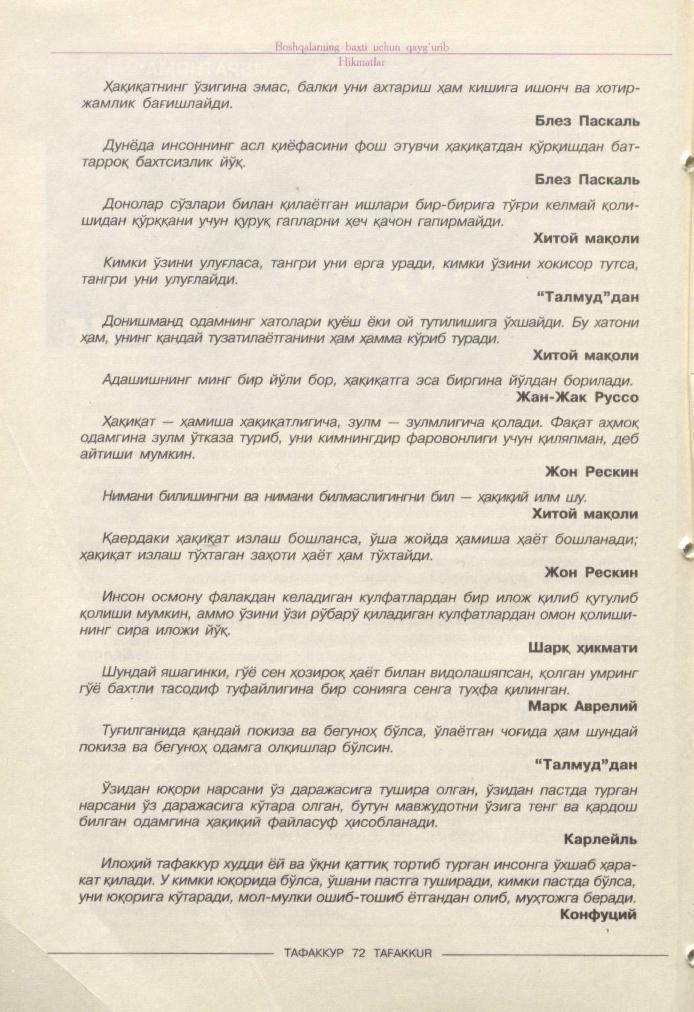 Boshqalarning baxti uchun qayg'urib
Hikmatlar
Ҳақиқатнинг ўзигина эмас, балки уни ахтариш ҳам кишига ишонч ва хотир-
жамлик бағишлайди.
Блез Паскаль
Дунёда инсоннинг асл қиёфасини фош этувчи ҳақиқатдан қўрқишдан бат-
тарроқ бахтсизлик йўқ.
Блез Паскаль
Донолар сўзлари билан қилаётган ишлари бир-бирига тўғри келмай қоли-
шидан қўрққани учун қуруқ гапларни ҳеч қачон гапирмайди.
Хитой мақоли
Кимки ўзини улуғласа, тангри уни ерга уради, кимки ўзини хокисор тутса,
тангри уни улуғлайди.
“Талмуд”дан
Донишманд одамнинг хатолари қуёш ёки ой тутилишига ўхшайди. Бу хатони
ҳам, унинг қандай тузатилаётганини ҳам ҳамма кўриб туради.
Хитой мақоли
Адашишнинг минг бир йўли бор, ҳақиқатга эса биргина йўлдан борилади.
Жан-Жак Руссо
Ҳақиқат — ҳамиша ҳақиқатлигича, зулм — зулмлигича қолади. Фақат аҳмоқ
одамгина зулм ўтказа туриб, уни кимнингдир фаровонлиги учун қиляпман, деб
айтиши мумкин.
Жон Рескин
Нимани билишингни ва нимани билмаслигингни бил — ҳақиқий илм шу.
Хитой мақоли
Қаердаки ҳақиқат излаш бошланса, ўша жойда ҳамиша ҳаёт бошланади;
ҳақиқат излаш тўхтаган заҳоти ҳаёт ҳам тўхтайди.
Жон Рескин
Инсон осмону фалакдан келадиган кулфатлардан бир илож қилиб қутулиб
қолиши мумкин, аммо ўзини ўзи рўбарў қиладиган кулфатлардан омон қолиши-
нинг сира иложи йўқ.
Шарқ ҳикмати
Шундай яшагинки, гўё сен ҳозироқ ҳаёт билан видолашяпсан, қолган умринг
гўё бахтли тасодиф туфайлигина бир сонияга сенга туҳфа қилинган.
Марк Аврелий
Туғилганида қандай покиза ва бегуноҳ бўлса, ўлаётган чоғида ҳам шундай
покиза ва бегуноҳ одамга олқишлар бўлсин.
“Талмуд”дан
Ўзидан юқори нарсани ўз даражасига тушира олган, ўзидан пастда турган
нарсани ўз даражасига кўтара олган, бутун мавжудотни ўзига тенг ва қардош
билган одамгина ҳақиқий файласуф ҳисобланади.
Карлейль
Илоҳий тафаккур худди ёй ва ўқни қаттиқ тортиб турган инсонга ўхшаб ҳара-
кат қилади. У кимки юқорида бўлса, ўшани пастга туширади, кимки пастда бўлса,
уни юқорига кўтаради, мол-мулки ошиб-тошиб ётгандан олиб, муҳтожга беради.
Конфуций
ТАФАККУР 72 TAFAKKUR